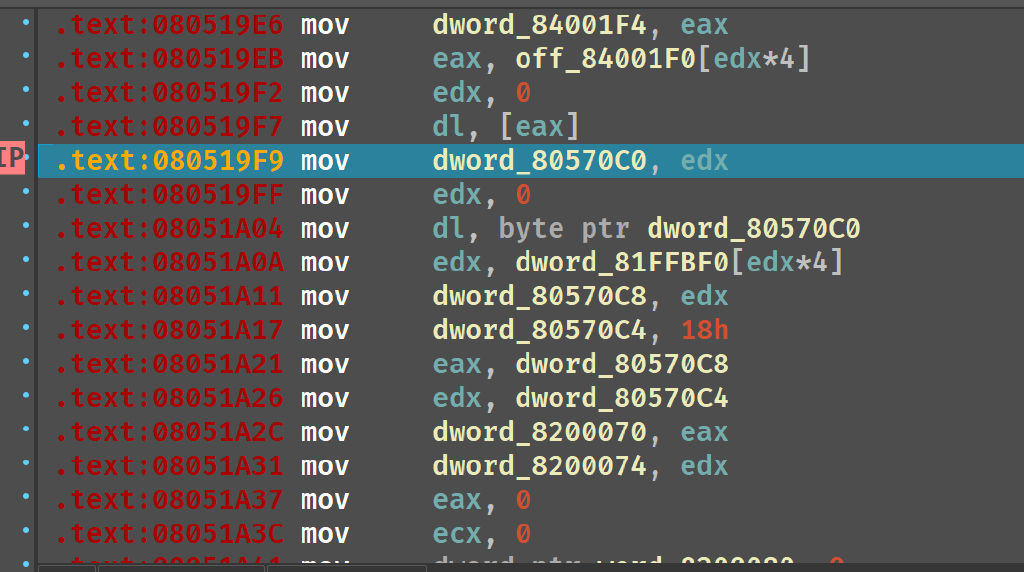 .text:080519E6 mov dword_84001F4, eax
.text:080519EB mov eax, off_84001F0[edx*4]
.text:080519F2 mov edx, 0
.text:080519F7 mov dl, [eax]
IP .text:080519F9 mov dword_80570C0, edx
.text:080519FF mov edx, 0
.text:08051A04 mov dl, byte ptr dword_80570C0
.text:08051A0A mov edx, dword_81FFBF0[edx*4]
.text:08051A11 mov dword_80570C8, edx
.text:08051A17 mov dword_80570C4, 18h
.text:08051A21 mov eax, dword_80570C8
.text:08051A26 mov edx, dword_80570C4
.text:08051A2C mov dword_8200070, eax
.text:08051A31 mov dword_8200074, edx
.text:08051A37 mov eax, 0
.text:08051A3C mov ecx, 0